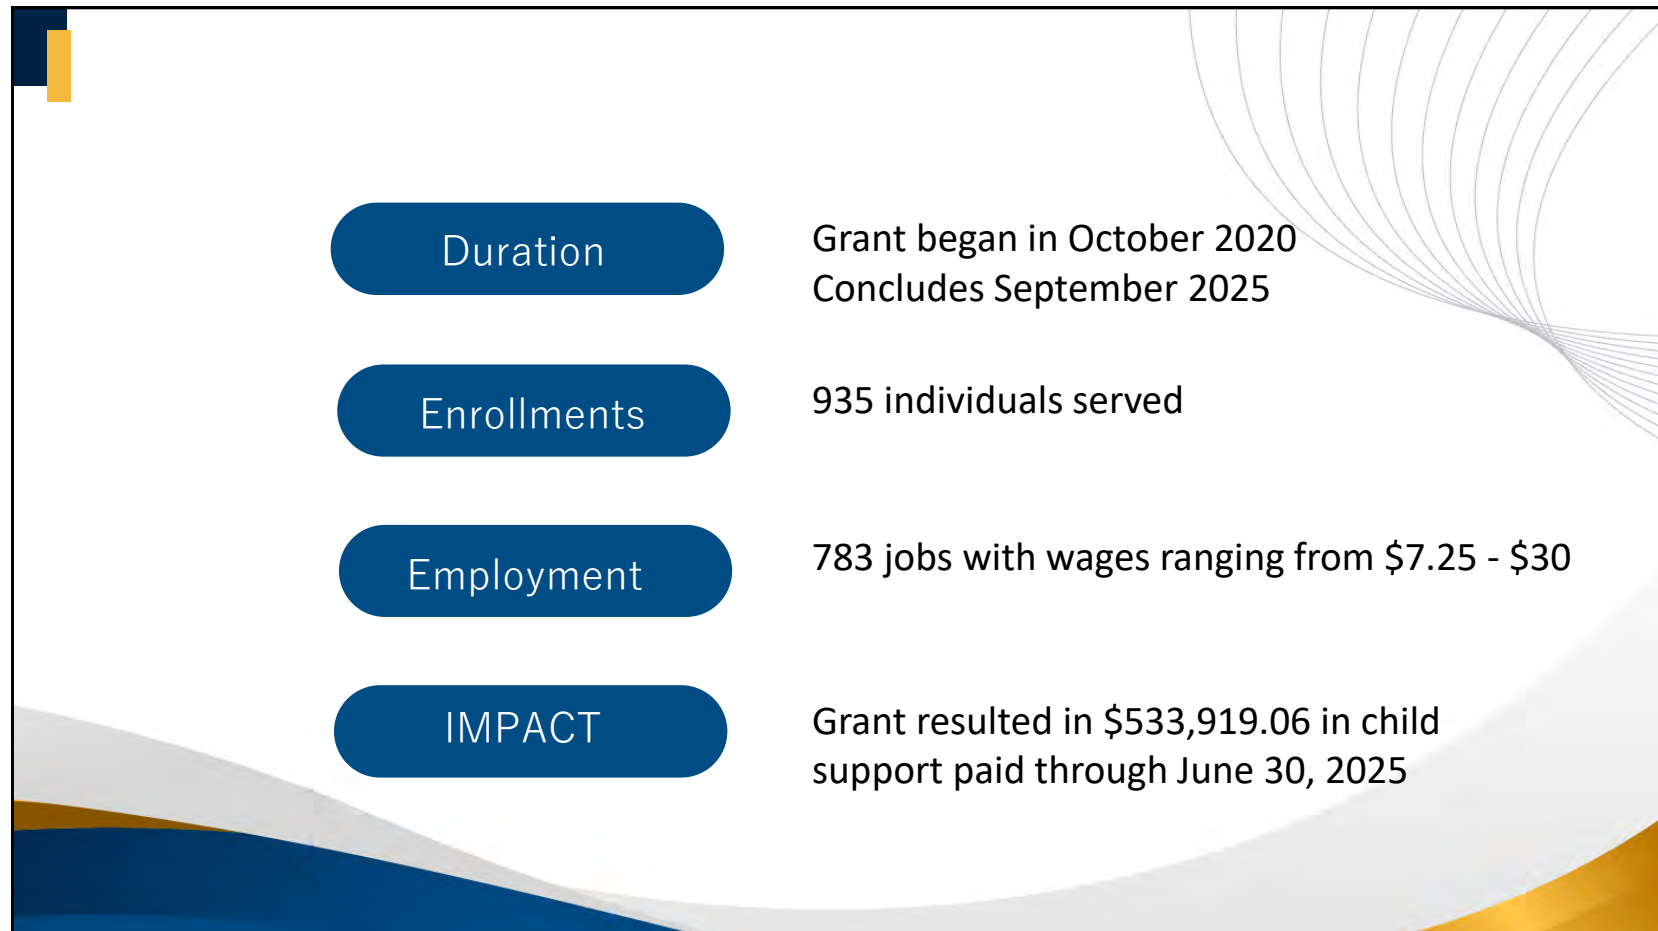 Duration
Grant began in October 2020
Concludes September 2025
Enrollments
935 individuals served
Employment
783 jobs with wages ranging from $7.25 - $30
IMPACT
Grant resulted in $533,919.06 in child
support paid through June 30, 2025